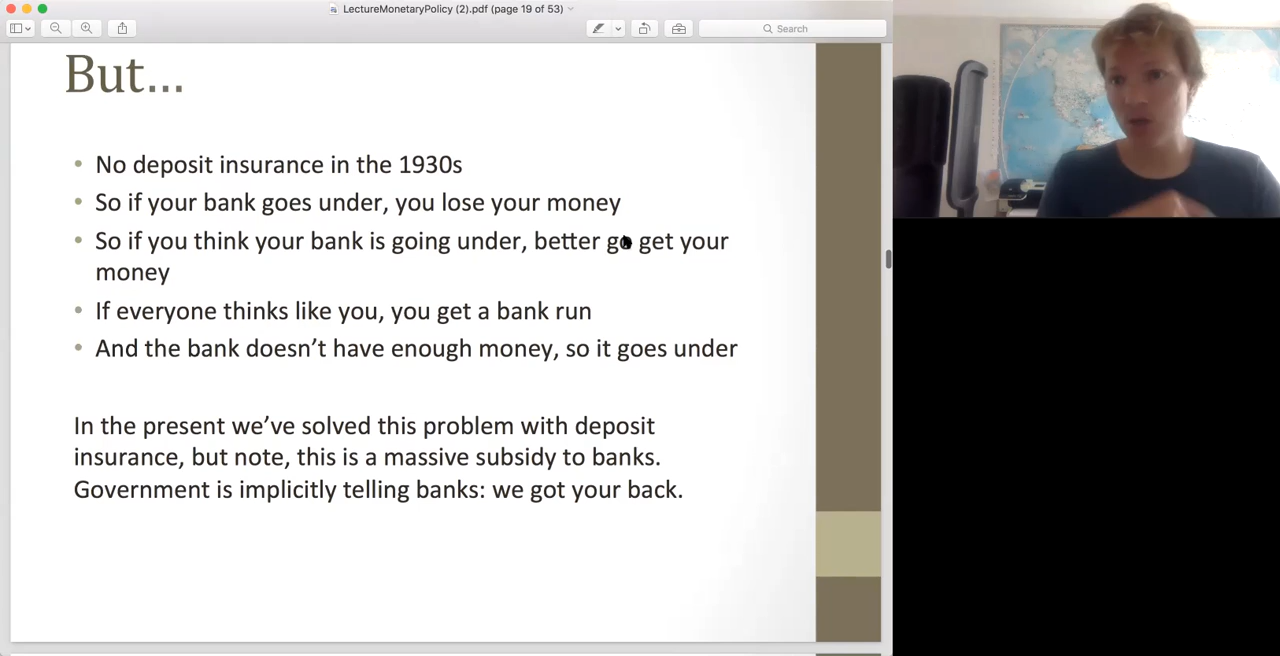 LectureMonetaryPolicy (2).pdf (page 19 of 53)
Search
But...
• No deposit insurance in the 1930s
• So if your bank goes under, you lose your money
• So if you think your bank is going under, better go get your
money
• If everyone thinks like you, you get a bank run
• And the bank doesn’t have enough money, so it goes under
In the present we’ve solved this problem with deposit
insurance, but note, this is a massive subsidy to banks.
Government is implicitly telling banks: we got your back.